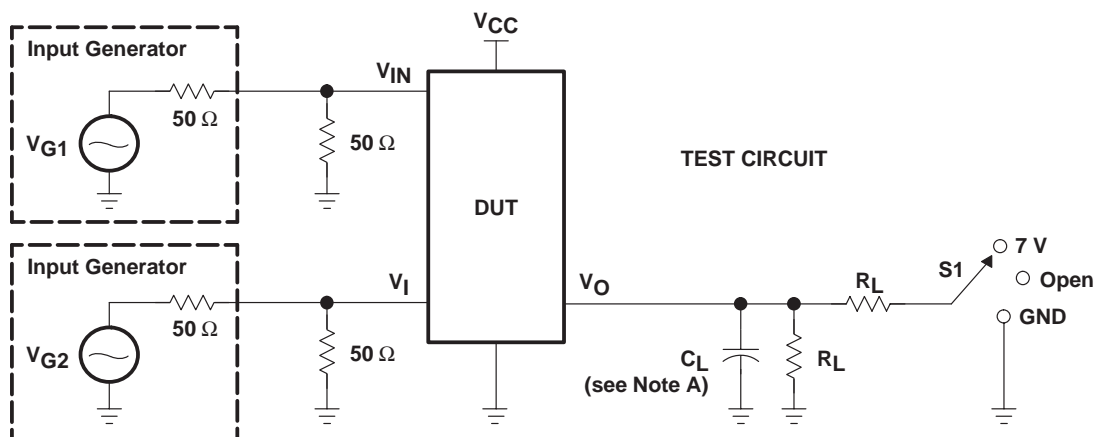 Input Generator
VG1
50 Ω
50 Ω
VIN
VCC
DUT
TEST CIRCUIT
Input Generator
VG2
50 Ω
50 Ω
VI
VO
CL
(see Note A)
RL
RL
S1
7 V
Open
GND